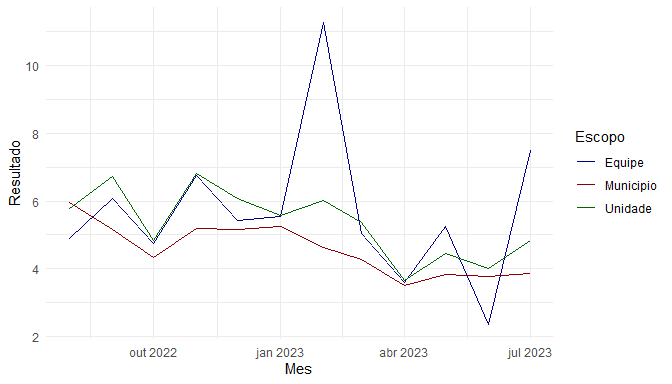 Resultado
10
8
6
4
2
out 2022
jan 2023
abr 2023
jul 2023
Mes
Escopo
Equipe
Municipio
Unidade